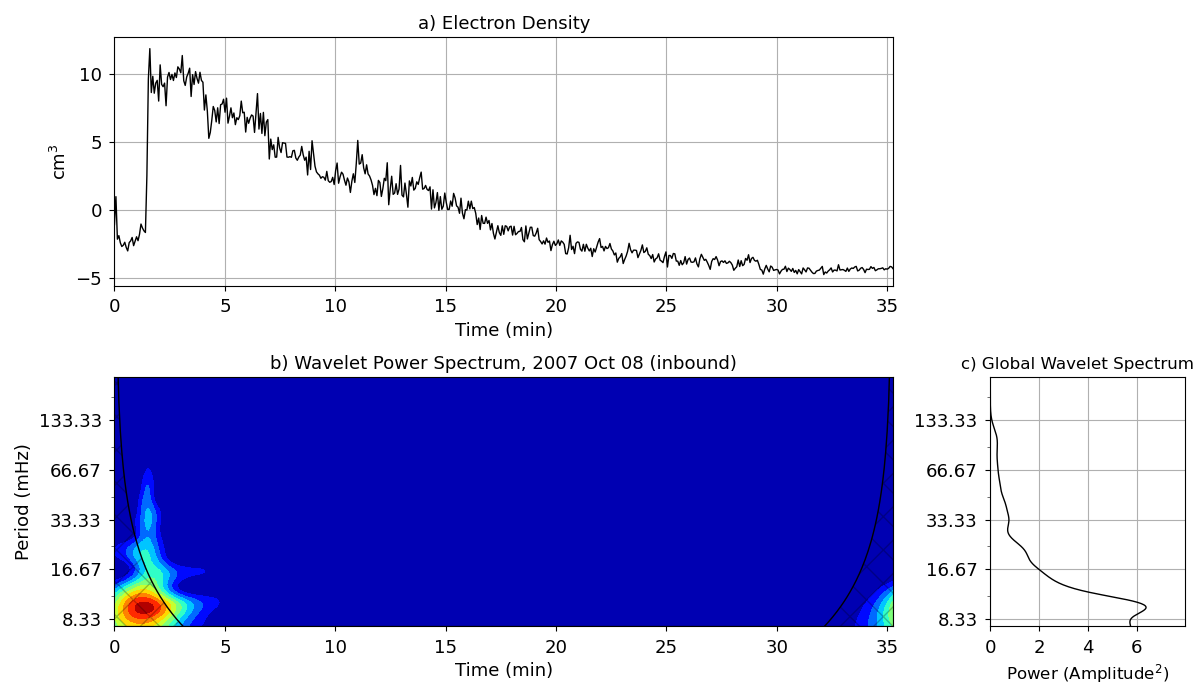 a) Electron Density
cm³
10
5
0
−5
0 5 10 15 20 25 30 35
Time (min)
b) Wavelet Power Spectrum, 2007 Oct 08 (inbound)
Period (mHz)
133.33
66.67
33.33
16.67
8.33
0 5 10 15 20 25 30 35
Time (min)
c) Global Wavelet Spectrum
133.33
66.67
33.33
16.67
8.33
0 2 4 6
Power (Amplitude²)